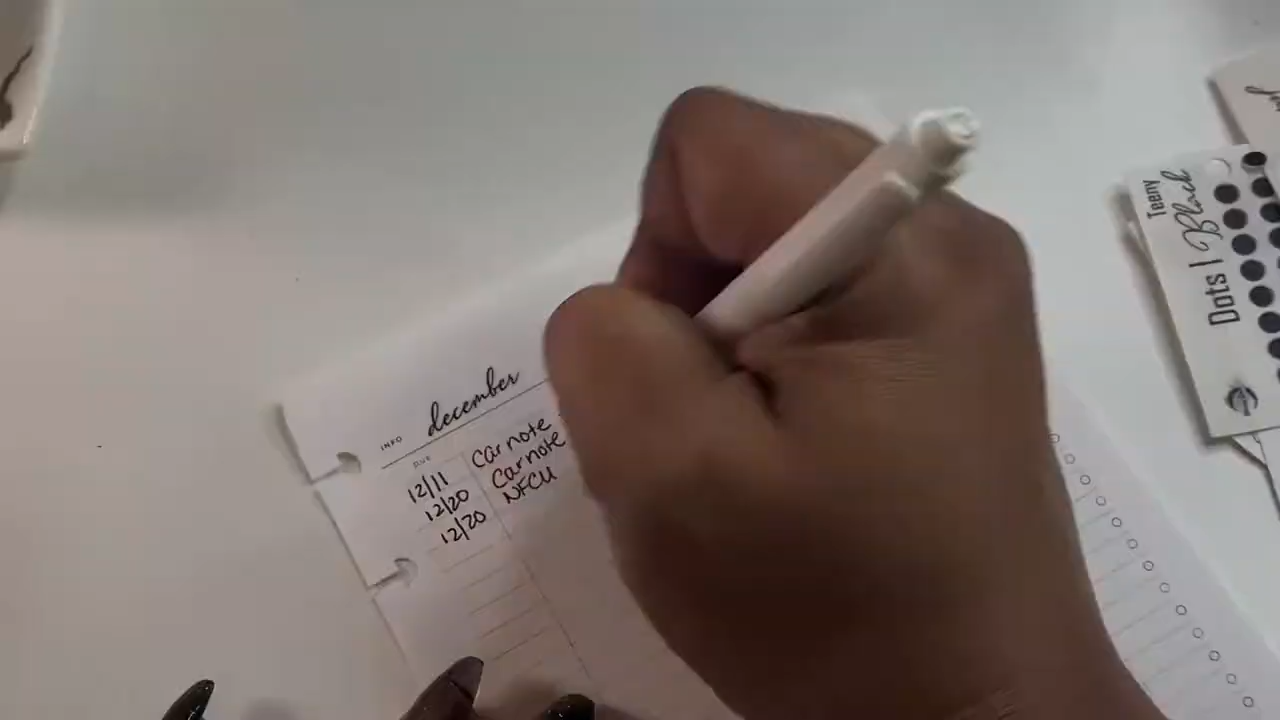 december
INFO
DUE
12/11 Car note
12/20 Car note
12/20 NFCU
Teeny
Dots | Black